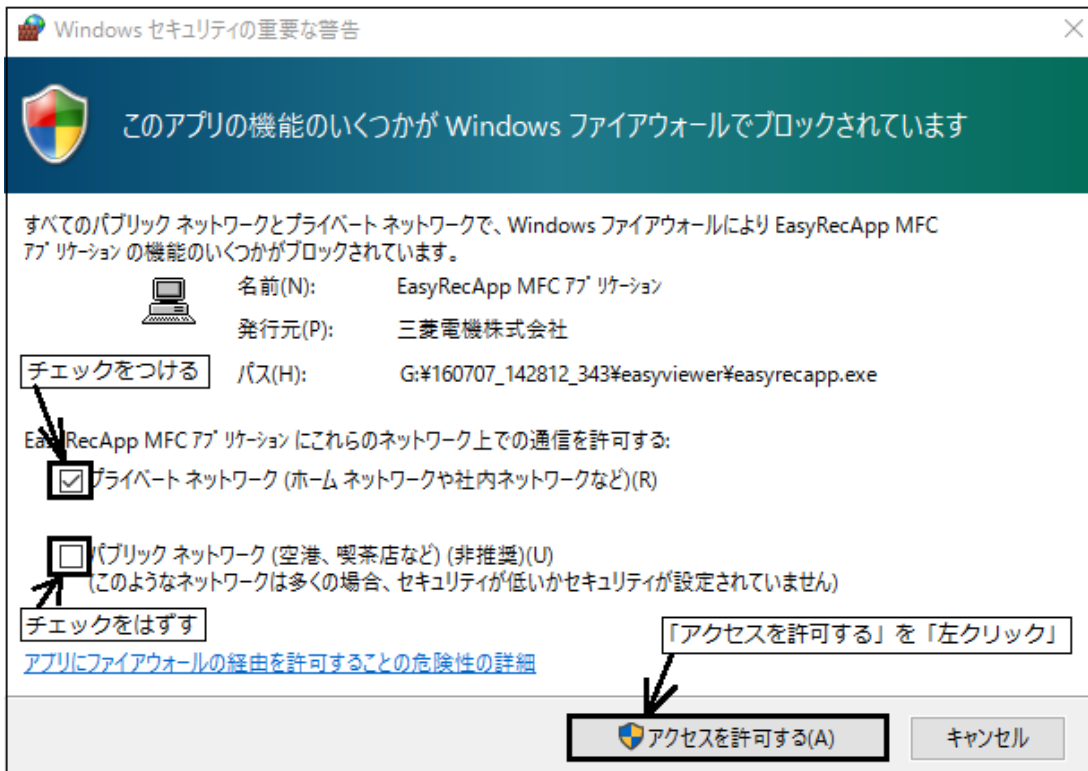 Windows セキュリティの重要な警告
このアプリの機能のいくつかが Windows ファイアウォールでブロックされています
すべてのパブリック ネットワークとプライベート ネットワークで、Windows ファイアウォールにより EasyRecApp MFC
ｱﾌﾟﾘｹｰｼｮﾝ の機能のいくつかがブロックされています。
名前(N): EasyRecApp MFC ｱﾌﾟﾘｹｰｼｮﾝ
発行元(P): 三菱電機株式会社
チェックをつける
パス(H): G:¥160707_142812_343¥easyviewer¥easyrecapp.exe
EasyRecApp MFC ｱﾌﾟﾘｹｰｼｮﾝ にこれらのネットワーク上での通信を許可する:
プライベート ネットワーク (ホーム ネットワークや社内ネットワークなど)(R)
パブリック ネットワーク (空港、喫茶店など) (非推奨)(U)
(このようなネットワークは多くの場合、セキュリティが低いかセキュリティが設定されていません)
チェックをはずす
「アクセスを許可する」を「左クリック」
アプリにファイアウォールの経由を許可することの危険性の詳細
アクセスを許可する(A)
キャンセル